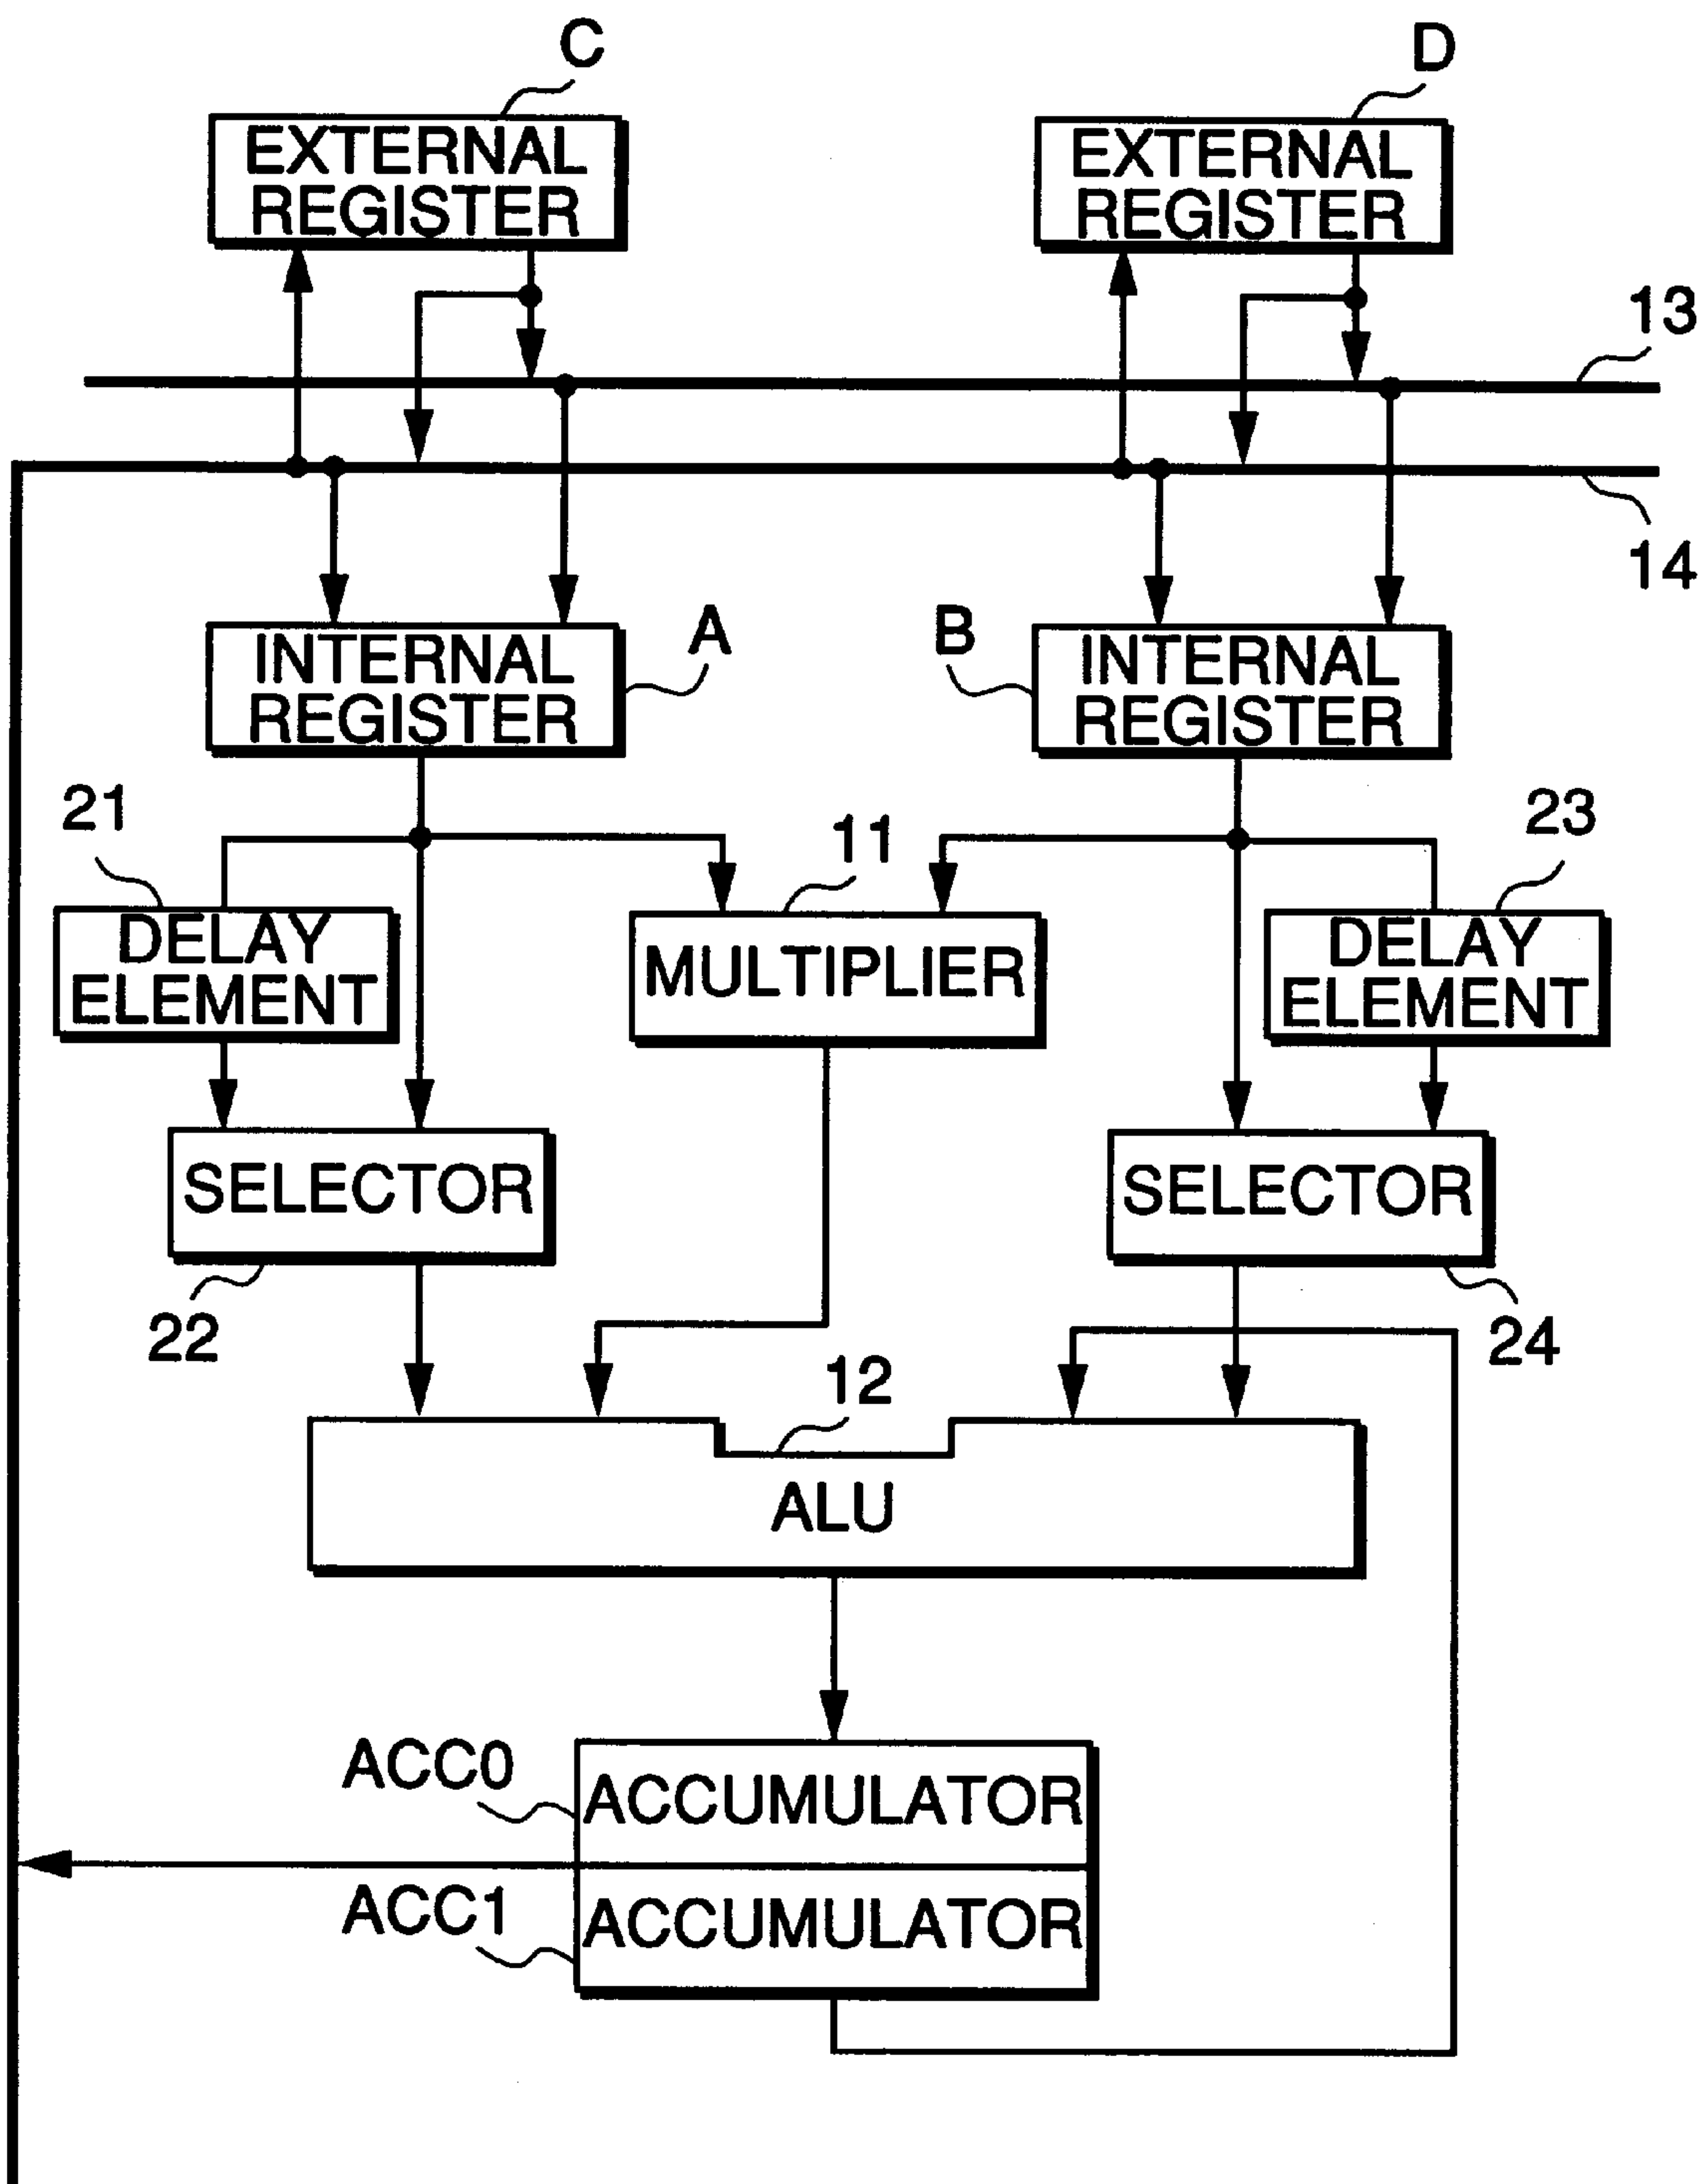 C
D
EXTERNAL
REGISTER
EXTERNAL
REGISTER
13
14
A
B
INTERNAL
REGISTER
INTERNAL
REGISTER
21
11
23
DELAY
ELEMENT
MULTIPLIER
DELAY
ELEMENT
SELECTOR
SELECTOR
22
24
12
ALU
ACC0
ACCUMULATOR
ACC1
ACCUMULATOR